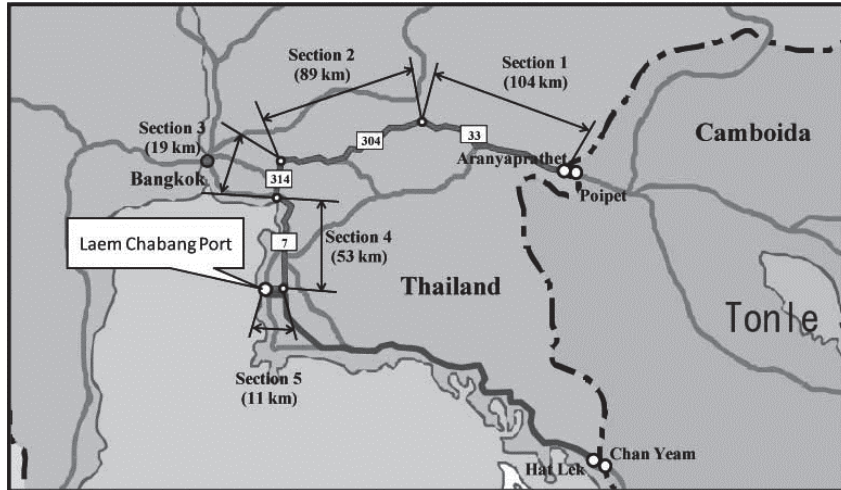 Section 2
(89 km)
Section 1
(104 km)
Section 3
(19 km)
Bangkok
304
33
314
7
Aranyaprathet
Poipet
Camboida
Laem Chabang Port
Section 4
(53 km)
Thailand
Tonle
Section 5
(11 km)
Hat Lek
Chan Yeam